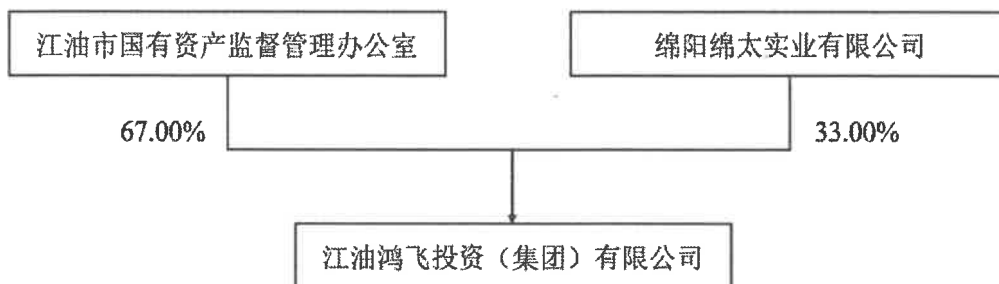 江油市国有资产监督管理办公室
绵阳绵太实业有限公司
67.00%
33.00%
江油鸿飞投资（集团）有限公司